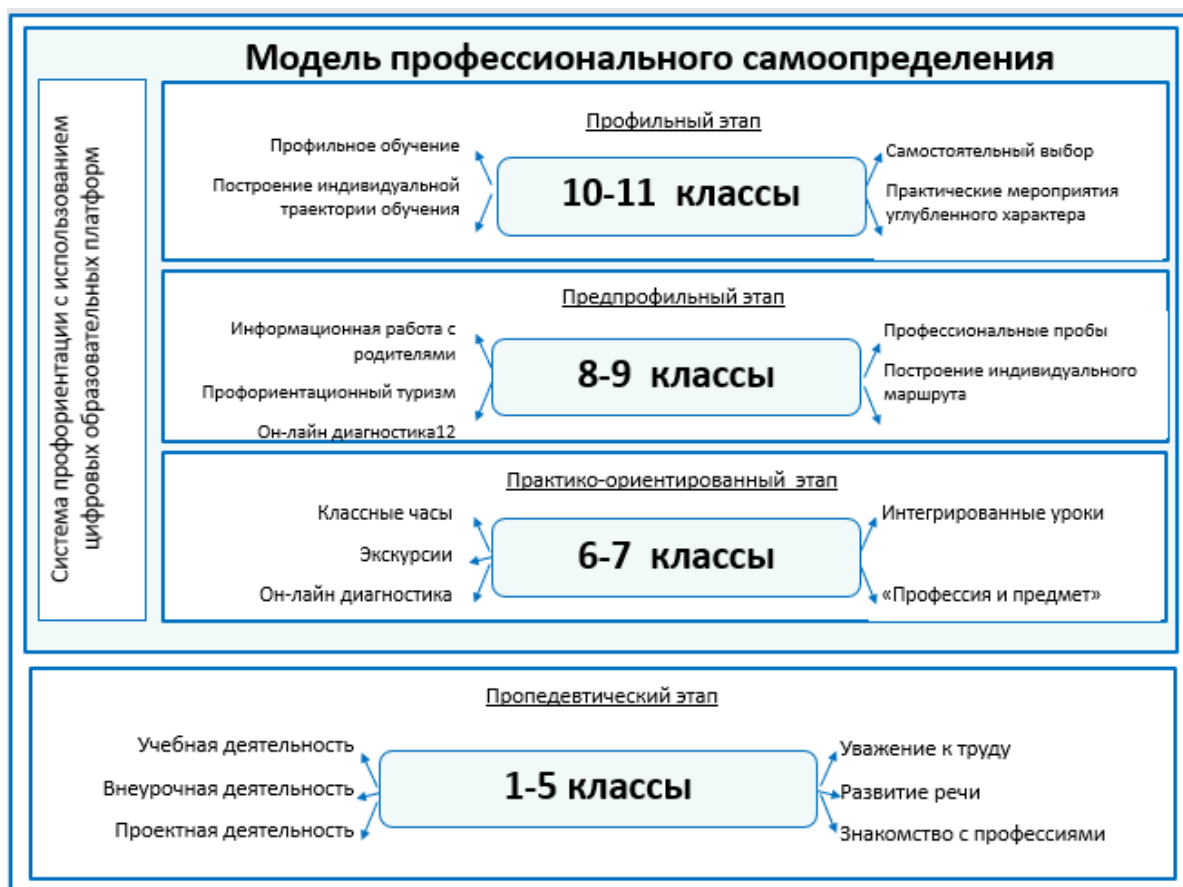 Модель профессионального самоопределения
Система профориентации с использованием
цифровых образовательных платформ
Профильный этап
Профильное обучение
Построение индивидуальной
траектории обучения
10-11 классы
Самостоятельный выбор
Практические мероприятия
углубленного характера
Предпрофильный этап
Информационная работа с
родителями
Профориентационный туризм
Он-лайн диагностика12
8-9 классы
Профессиональные пробы
Построение индивидуального
маршрута
Практико-ориентированный этап
Классные часы
Экскурсии
Он-лайн диагностика
6-7 классы
Интегрированные уроки
«Профессия и предмет»
Пропедевтический этап
Учебная деятельность
Внеурочная деятельность
Проектная деятельность
1-5 классы
Уважение к труду
Развитие речи
Знакомство с профессиями